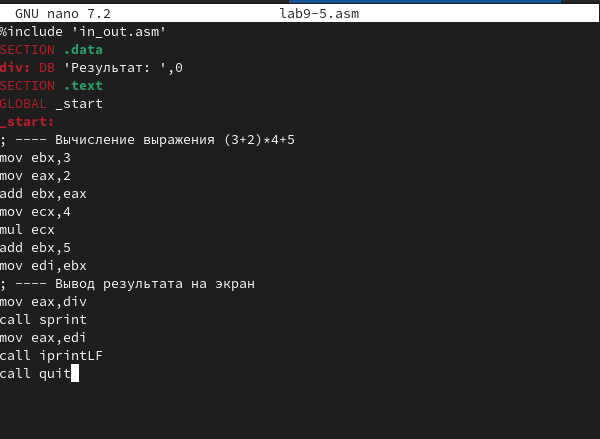 GNU nano 7.2 lab9-5.asm
%include 'in_out.asm'
SECTION .data
div: DB 'Результат: ',0
SECTION .text
GLOBAL _start
_start:
; ---- Вычисление выражения (3+2)*4+5
mov ebx,3
mov eax,2
add ebx,eax
mov ecx,4
mul ecx
add ebx,5
mov edi,ebx
; ---- Вывод результата на экран
mov eax,div
call sprint
mov eax,edi
call iprintLF
call quit